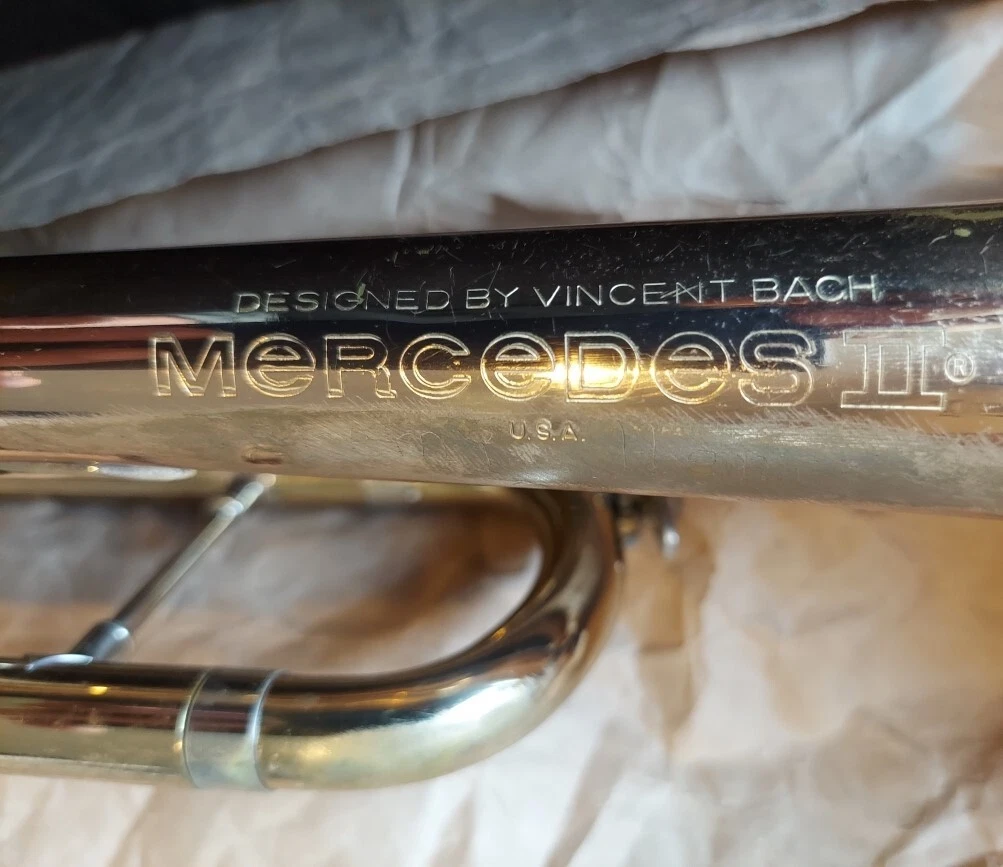 DESIGNED BY VINCENT BACH
MeRCeDeS II®
U.S.A.